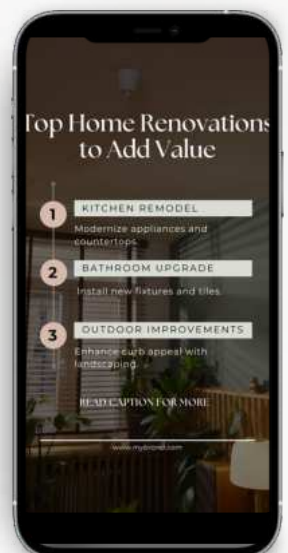 Top Home Renovations
to Add Value
1
KITCHEN REMODEL
Modernize appliances and
countertops.
2
BATHROOM UPGRADE
Install new fixtures and tiles.
3
OUTDOOR IMPROVEMENTS
Enhance curb appeal with
landscaping.
READ CAPTION FOR MORE
www.mybrand.com